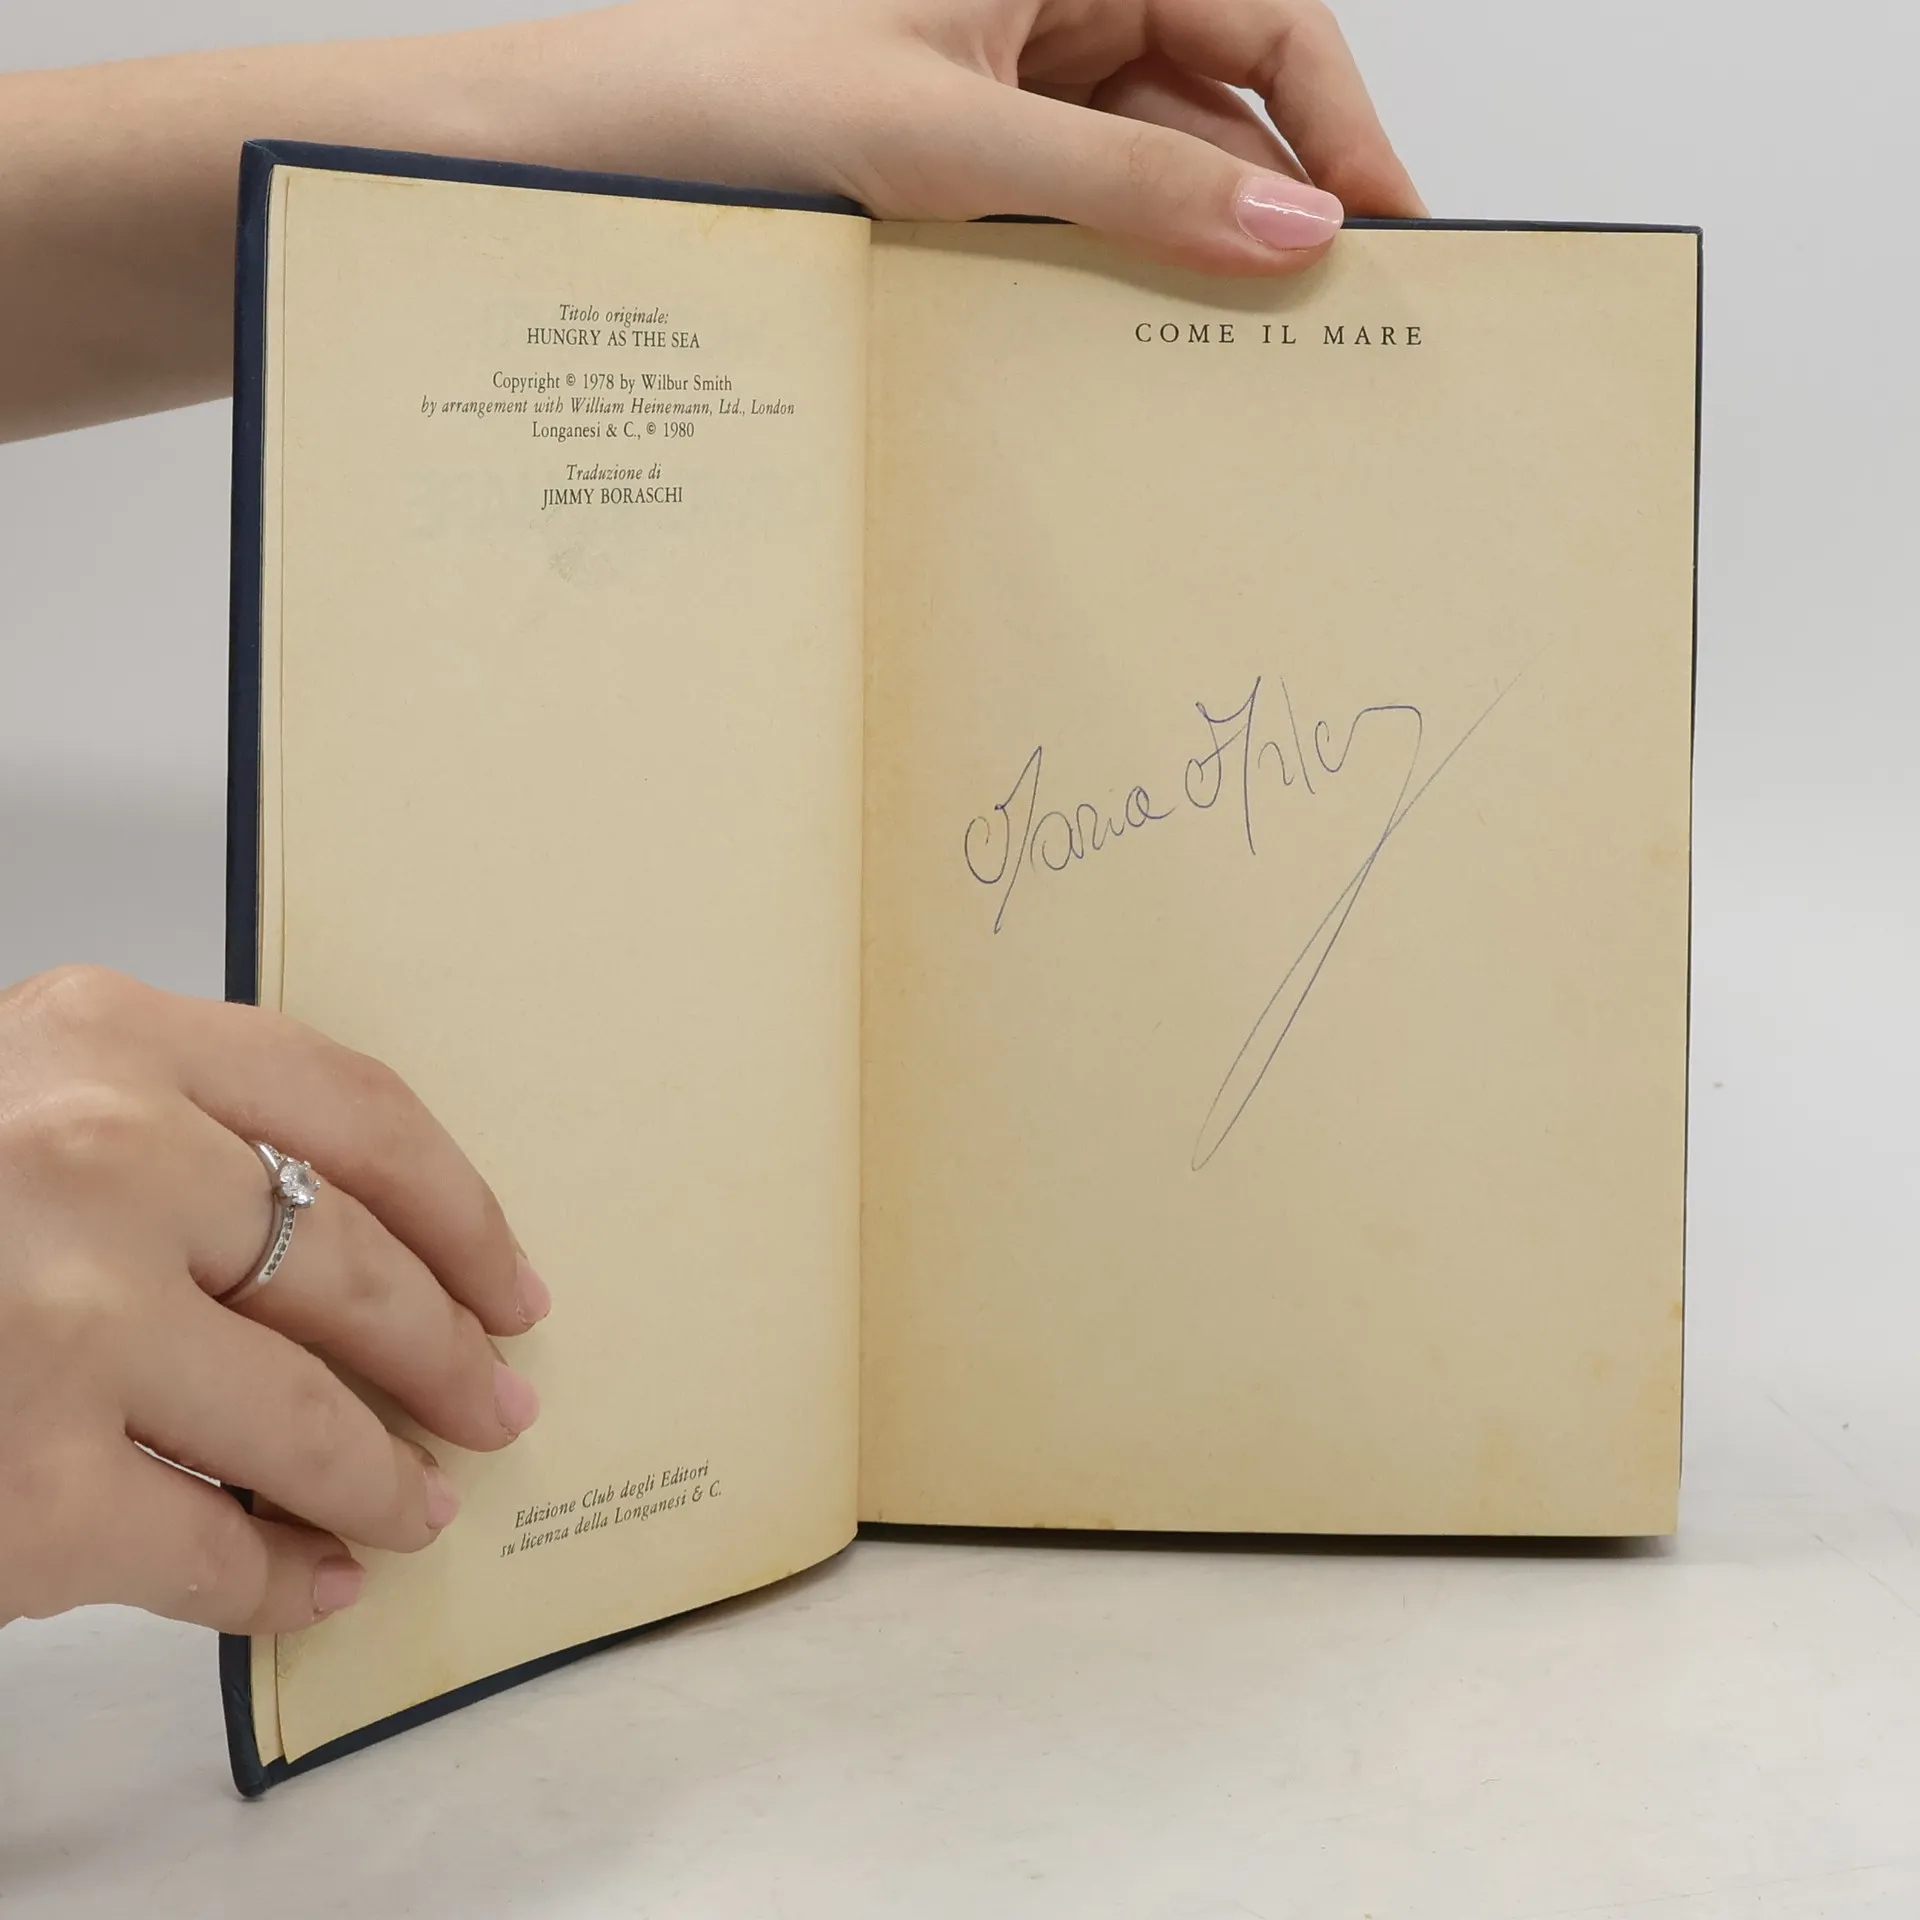 Titolo originale:
HUNGRY AS THE SEA
Copyright © 1978 by Wilbur Smith
by arrangement with William Heinemann, Ltd., London
Longanesi & C., © 1980
Traduzione di
JIMMY BORASCHI
Edizione Club degli Editori
su licenza della Longanesi & C.
COME IL MARE
Maria